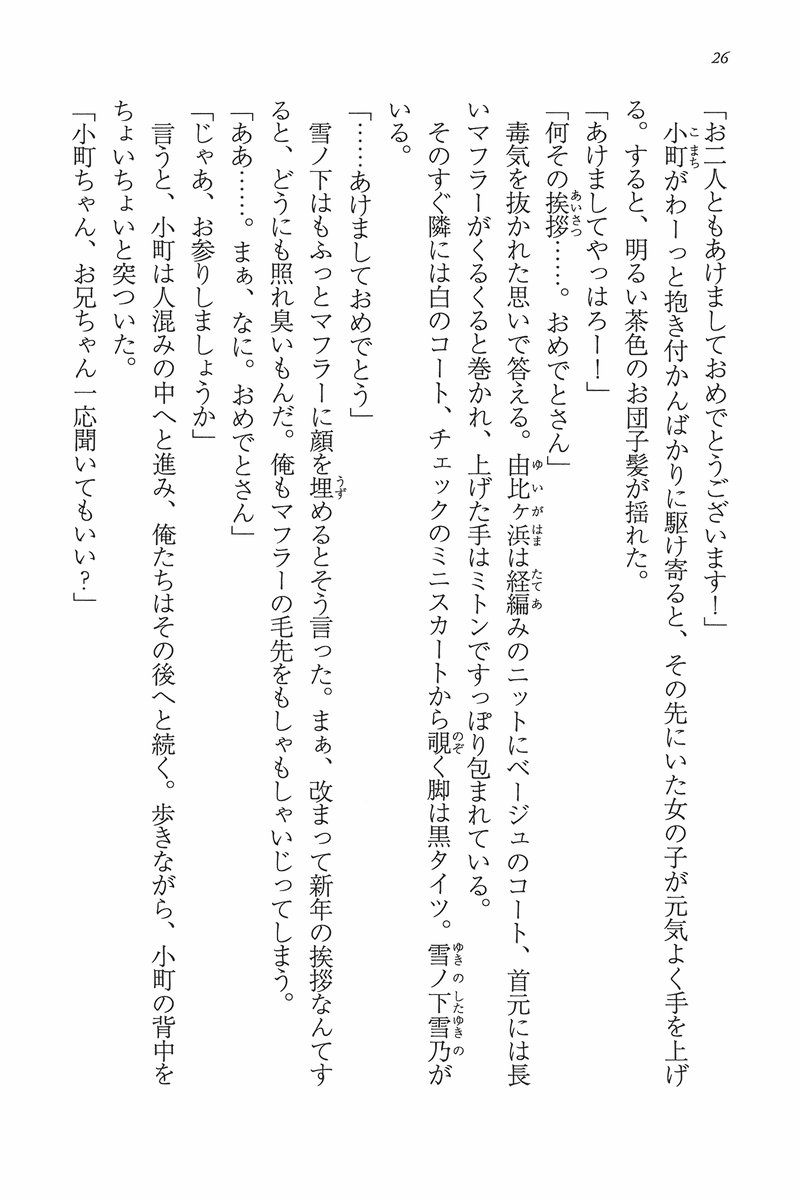 26
「お二人ともあけましておめでとうございます！」
　小町がわーっと抱き付かんばかりに駆け寄ると、その先にいた女の子が元気よく手を上げ
る。すると、明るい茶色のお団子髪が揺れた。
「あけましてやっはろー！」
「何その挨拶……。おめでとさん」
　毒気を抜かれた思いで答える。由比ヶ浜は経編みのニットにベージュのコート、首元には長
いマフラーがくるくると巻かれ、上げた手はミトンですっぽり包まれている。
　そのすぐ隣には白のコート、チェックのミニスカートから覗く脚は黒タイツ。雪ノ下雪乃が
いる。
「……あけましておめでとう」
　雪ノ下はもふっとマフラーに顔を埋めるとそう言った。まぁ、改まって新年の挨拶なんてす
ると、どうにも照れ臭いもんだ。俺もマフラーの毛先をもしゃもしゃいじってしまう。
「ああ……。まぁ、なに。おめでとさん」
「じゃあ、お参りしましょうか」
　言うと、小町は人混みの中へと進み、俺たちはその後へと続く。歩きながら、小町の背中を
ちょいちょいと突ついた。
「小町ちゃん、お兄ちゃん一応聞いてもいい？」